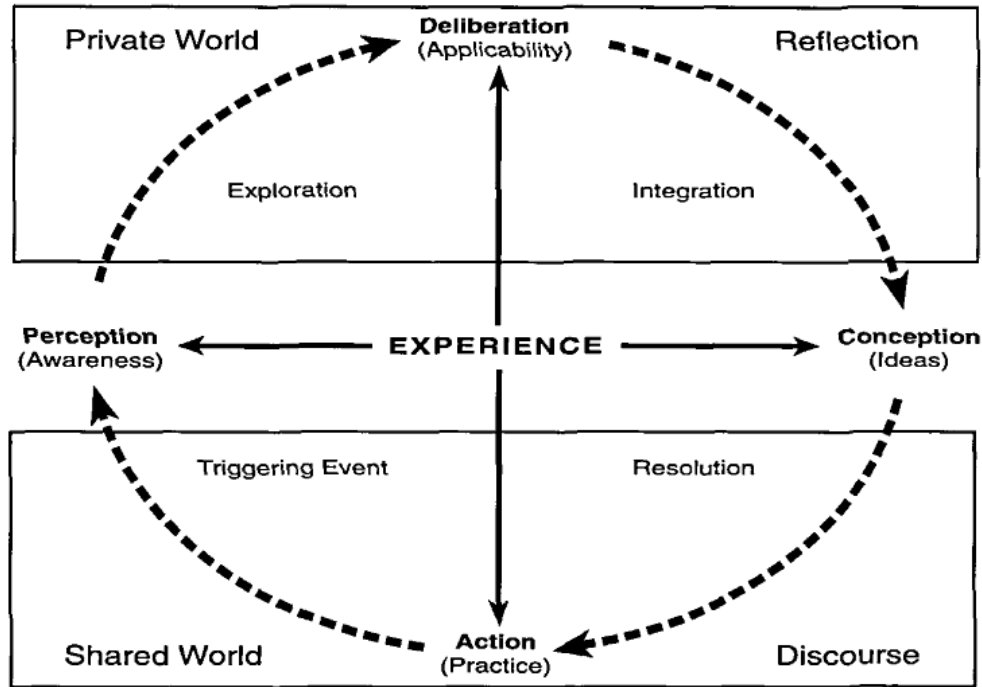 Private World
Deliberation
(Applicability)
Reflection
Exploration
Integration
Perception
(Awareness)
EXPERIENCE
Conception
(Ideas)
Triggering Event
Resolution
Shared World
Action
(Practice)
Discourse